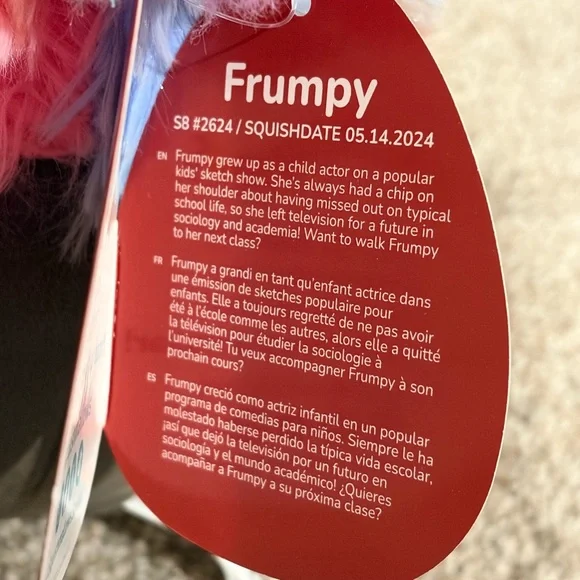 Frumpy
S8 #2624 / SQUISHDATE 05.14.2024
EN Frumpy grew up as a child actor on a popular
kids' sketch show. She's always had a chip on
her shoulder about having missed out on typical
school life, so she left television for a future in
sociology and academia! Want to walk Frumpy
to her next class?
FR Frumpy a grandi en tant qu'enfant actrice dans
une émission de sketches populaire pour
enfants. Elle a toujours regretté de ne pas avoir
été à l'école comme les autres, alors elle a quitté
la télévision pour étudier la sociologie à
l'université! Tu veux accompagner Frumpy à son
prochain cours?
ES Frumpy creció como actriz infantil en un popular
programa de comedias para niños. Siempre le ha
molestado haberse perdido la típica vida escolar,
¡así que dejó la televisión por un futuro en
sociología y el mundo académico! ¿Quieres
acompañar a Frumpy a su próxima clase?